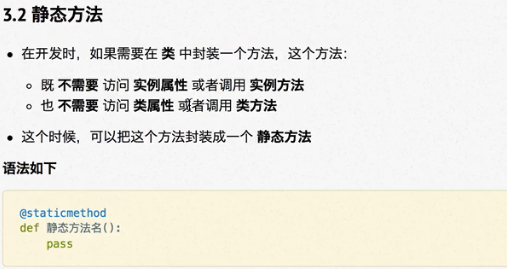 3.2 静态方法
• 在开发时，如果需要在 类 中封装一个方法，这个方法：
◦ 既 不需要 访问 实例属性 或者调用 实例方法
◦ 也 不需要 访问 类属性 或者调用 类方法
• 这个时候，可以把这个方法封装成一个 静态方法
语法如下
@staticmethod
def 静态方法名():
    pass